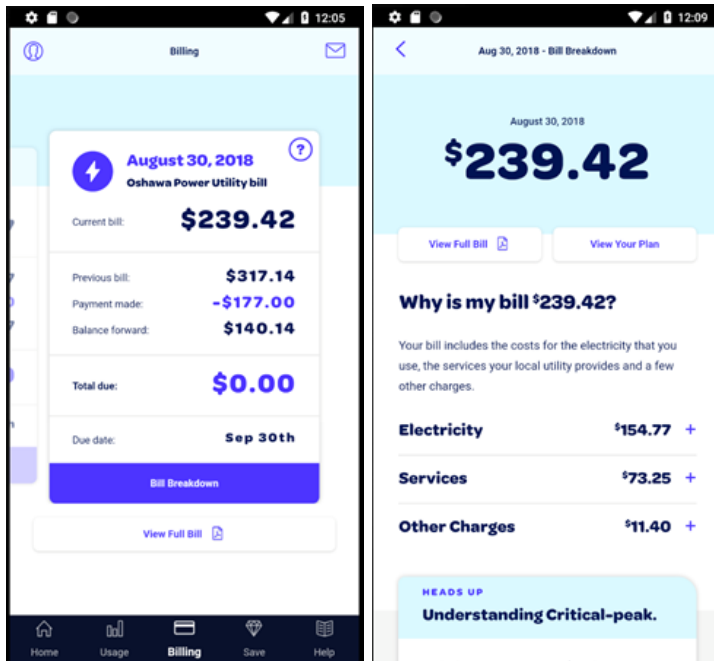 12:05
Billing
August 30, 2018
?
Oshawa Power Utility bill
Current bill: $239.42
Previous bill: $317.14
Payment made: -$177.00
Balance forward: $140.14
Total due: $0.00
Due date: Sep 30th
Bill Breakdown
View Full Bill
Home Usage Billing Save Help
12:09
Aug 30, 2018 - Bill Breakdown
August 30, 2018
$239.42
View Full Bill View Your Plan
Why is my bill $239.42?
Your bill includes the costs for the electricity that you
use, the services your local utility provides and a few
other charges.
Electricity $154.77 +
Services $73.25 +
Other Charges $11.40 +
HEADS UP
Understanding Critical-peak.